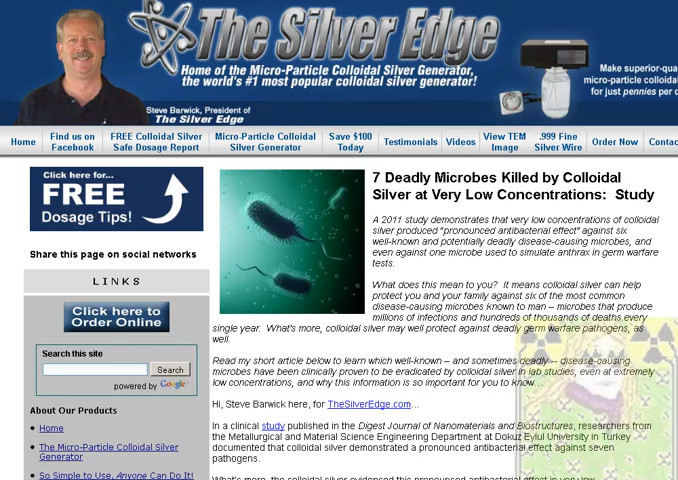 The Silver Edge
Home of the Micro-Particle Colloidal Silver Generator,
the world's #1 most popular colloidal silver generator!
Make superior-qua
micro-particle colloidal
for just pennies per d
Steve Barwick, President of
The Silver Edge
Home
Find us on
Facebook
FREE Colloidal Silver
Safe Dosage Report
Micro-Particle Colloidal
Silver Generator
Save $100
Today
Testimonials
Videos
View TEM
Image
.999 Fine
Silver Wire
Order Now
Contac
Click here for...
FREE
Dosage Tips!
Share this page on social networks
LINKS
Click here to
Order Online
Search this site
Search
powered by Google
About Our Products
Home
The Micro-Particle Colloidal Silver
Generator
So Simple to Use, Anyone Can Do It!
7 Deadly Microbes Killed by Colloidal
Silver at Very Low Concentrations: Study
A 2011 study demonstrates that very low concentrations of colloidal
silver produced "pronounced antibacterial effect" against six
well-known and potentially deadly disease-causing microbes, and
even against one microbe used to simulate anthrax in germ warfare
tests.
What does this mean to you? It means colloidal silver can help
protect you and your family against six of the most common
disease-causing microbes known to man – microbes that produce
millions of infections and hundreds of thousands of deaths every
single year. What's more, colloidal silver may well protect against deadly germ warfare pathogens, as
well.
Read my short article below to learn which well-known – and sometimes deadly -- disease-causing
microbes have been clinically proven to be eradicated by colloidal silver in lab studies, even at extremely
low concentrations, and why this information is so important for you to know…
Hi, Steve Barwick here, for TheSilverEdge.com...
In a clinical study published in the Digest Journal of Nanomaterials and Biostructures, researchers from
the Metallurgical and Material Science Engineering Department at Dokuz Eylul University in Turkey
documented that colloidal silver demonstrated a pronounced antibacterial effect against seven
pathogens.
What's more, the colloidal silver evidenced this pronounced antibacterial effect in very low